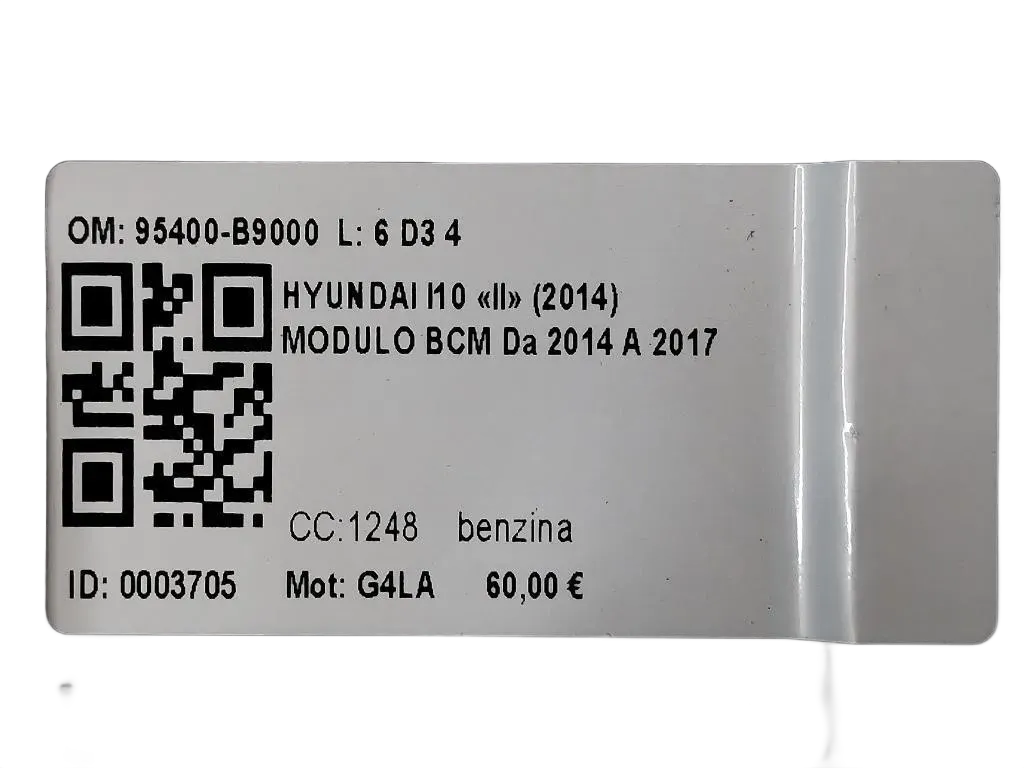 OM: 95400-B9000 L: 6 D3 4
HYUNDAI I10 «II» (2014)
MODULO BCM Da 2014 A 2017
CC:1248 benzina
ID: 0003705 Mot: G4LA 60,00 €